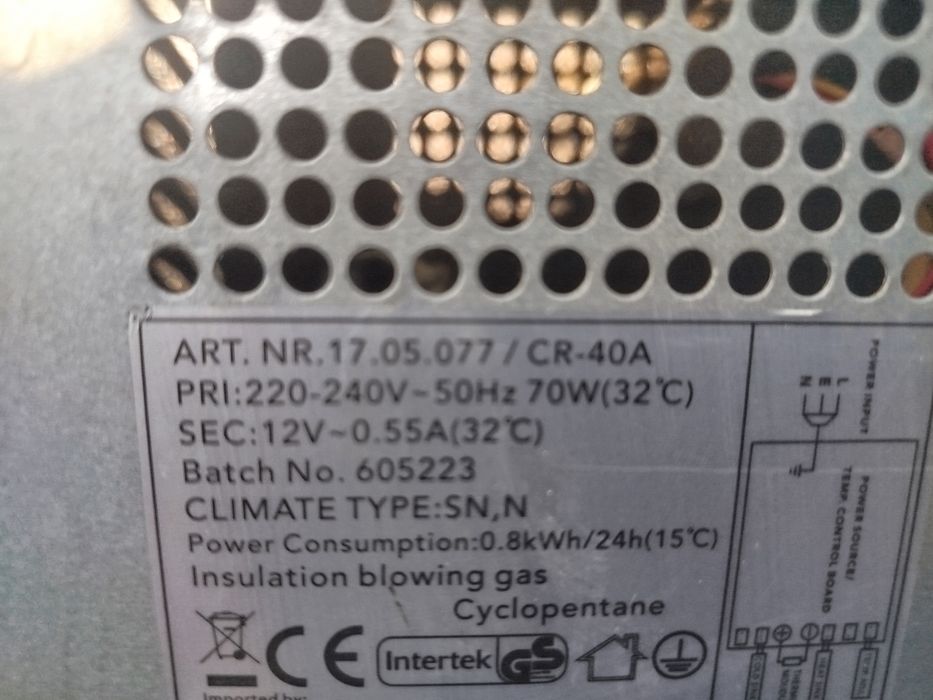 ART. NR.17.05.077 / CR-40A
PRI:220-240V~50Hz 70W(32℃)
SEC:12V~0.55A(32℃)
Batch No. 605223
CLIMATE TYPE:SN,N
Power Consumption:0.8kWh/24h(15℃)
Insulation blowing gas
Cyclopentane
CE
Intertek GS
Imported by:
POWER INPUT
L
E
N
POWER SOURCE/
TEMP. CONTROL BOARD